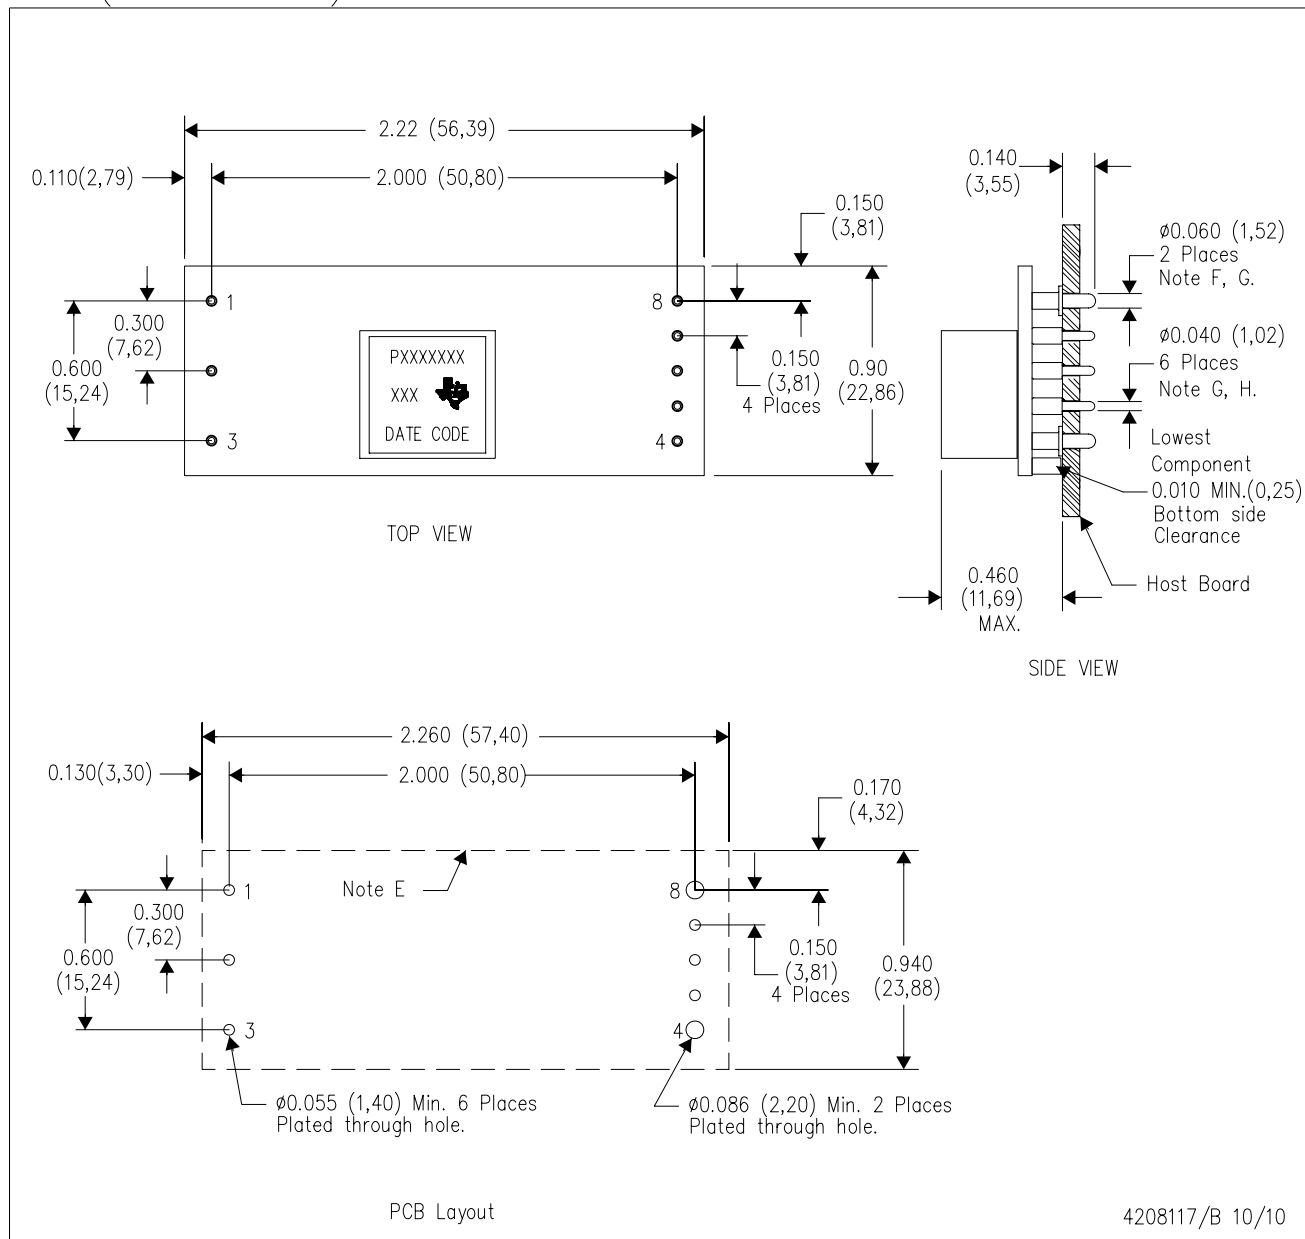 2.22 (56,39)
0.110(2,79)
2.000 (50,80)
0.150
(3,81)
0.140
(3,55)
ø0.060 (1,52)
2 Places
Note F, G.
1
8
0.300
(7,62)
0.600
(15,24)
PXXXXXXX
XXX
DATE CODE
0.150
(3,81)
4 Places
0.90
(22,86)
ø0.040 (1,02)
6 Places
Note G, H.
3
4
Lowest
Component
0.010 MIN.(0,25)
Bottom side
Clearance
TOP VIEW
0.460
(11,69)
MAX.
Host Board
SIDE VIEW
2.260 (57,40)
0.130(3,30)
2.000 (50,80)
0.170
(4,32)
1
Note E
8
0.300
(7,62)
0.600
(15,24)
0.150
(3,81)
4 Places
0.940
(23,88)
3
4
ø0.055 (1,40) Min. 6 Places
Plated through hole.
ø0.086 (2,20) Min. 2 Places
Plated through hole.
PCB Layout
4208117/B 10/10